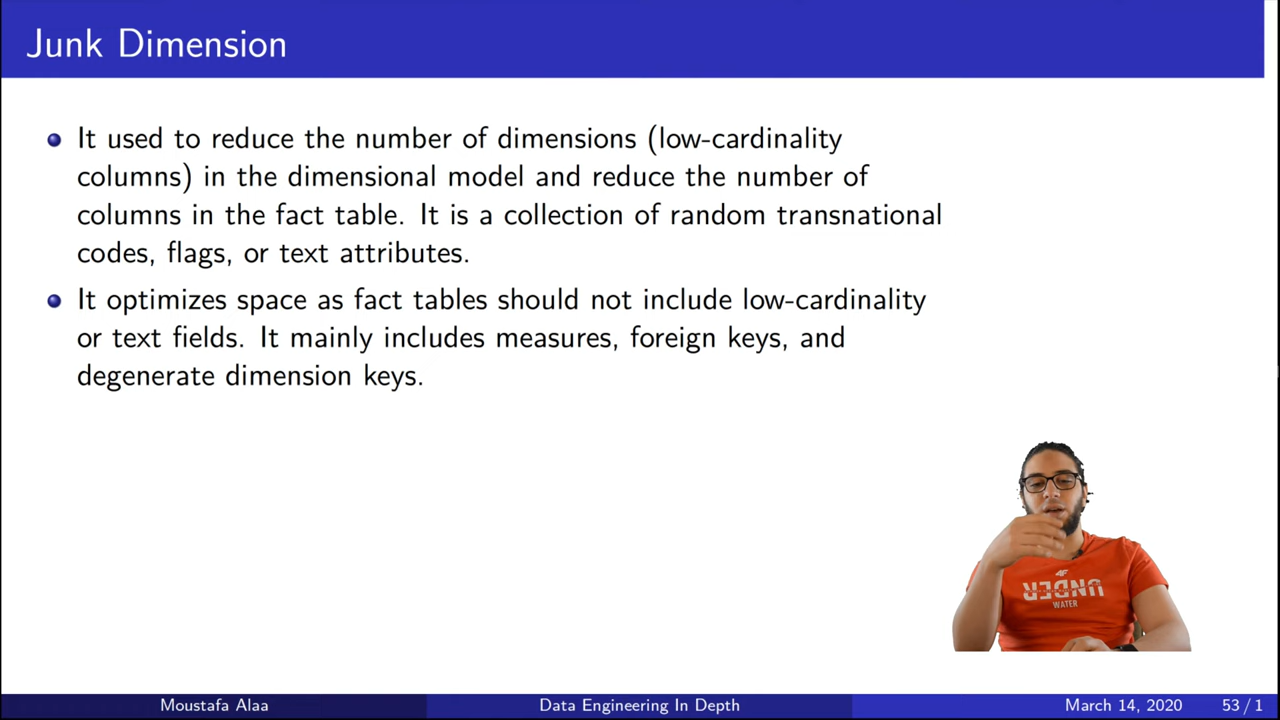 Junk Dimension
It used to reduce the number of dimensions (low-cardinality
columns) in the dimensional model and reduce the number of
columns in the fact table. It is a collection of random transnational
codes, flags, or text attributes.
It optimizes space as fact tables should not include low-cardinality
or text fields. It mainly includes measures, foreign keys, and
degenerate dimension keys.
4F
UNDER
WATER
Moustafa Alaa Data Engineering In Depth March 14, 2020 53 / 1